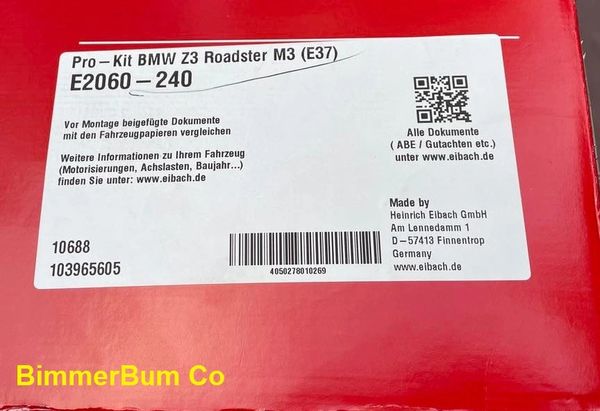 Pro-Kit BMW Z3 Roadster M3 (E37)
E2060-240
Vor Montage beigefügte Dokumente
mit den Fahrzeugpapieren vergleichen
Weitere Informationen zu Ihrem Fahrzeug
(Motorisierungen, Achslasten, Baujahr...)
finden Sie unter: www.eibach.de
Alle Dokumente
( ABE / Gutachten etc.)
unter www.eibach.de
10688
103965605
4050278010269
Made by
Heinrich Eibach GmbH
Am Lennedamm 1
D-57413 Finnentrop
Germany
www.eibach.de
BimmerBum Co